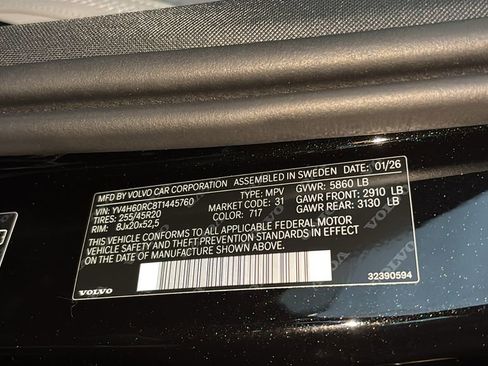 MFD BY VOLVO CAR CORPORATION ASSEMBLED IN SWEDEN DATE: 01/26
VIN: YV4H60RC8T1445760 TYPE: MPV GVWR: 5860 LB
TIRES: 255/45R20 MARKET CODE: 31 GAWR FRONT: 2910 LB
RIM: 8Jx20x52,5 COLOR: 717 GAWR REAR: 3130 LB
THIS VEHICLE CONFORMS TO ALL APPLICABLE FEDERAL MOTOR
VEHICLE SAFETY, BUMPER AND THEFT PREVENTION STANDARDS IN EFFECT
ON THE DATE OF MANUFACTURE SHOWN ABOVE.
32390594
VOLVO